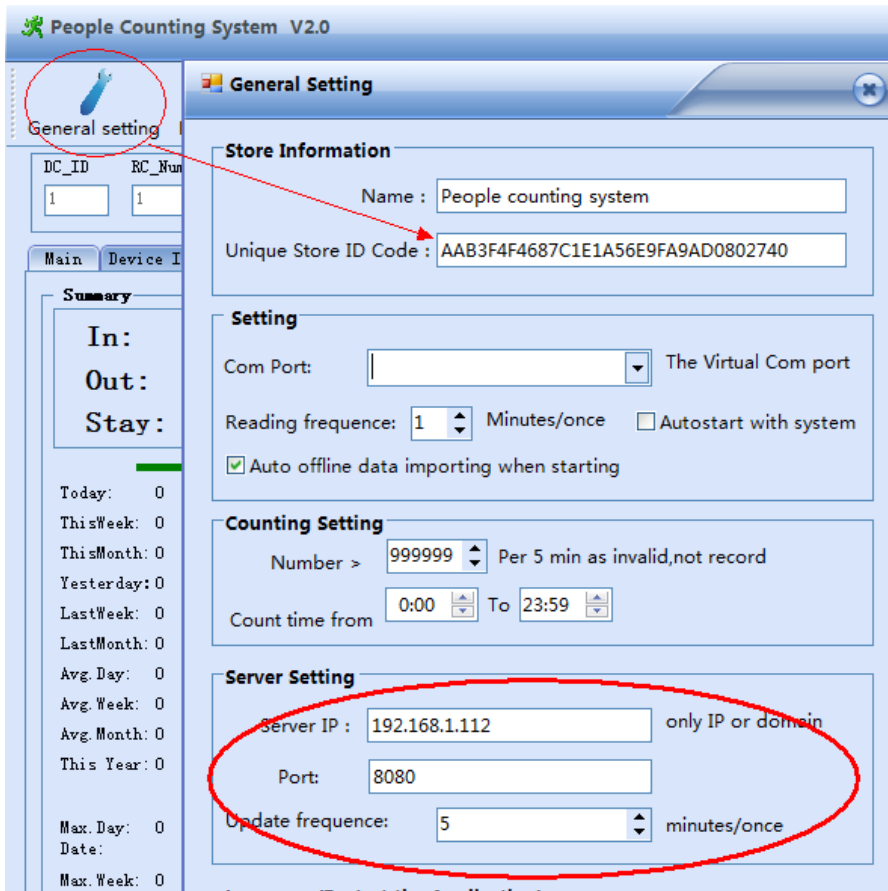 People Counting System V2.0
General setting
DC_ID
1
1
Main Device I
Summary
In:
Out:
Stay:
Today: 0
ThisWeek: 0
ThisMonth: 0
Yesterday: 0
LastWeek: 0
LastMonth: 0
Avg.Day: 0
Avg.Week: 0
Avg.Month: 0
This Year: 0
Max.Day: 0
Date:
Max.Week: 0
General Setting
Store Information
Name : People counting system
Unique Store ID Code : AAB3F4F4687C1E1A56E9FA9AD0802740
Setting
Com Port: The Virtual Com port
Reading frequence: 1 Minutes/once Autostart with system
Auto offline data importing when starting
Counting Setting
Number > 999999 Per 5 min as invalid,not record
Count time from 0:00 To 23:59
Server Setting
Server IP : 192.168.1.112 only IP or domain
Port: 8080
Update frequence: 5 minutes/once